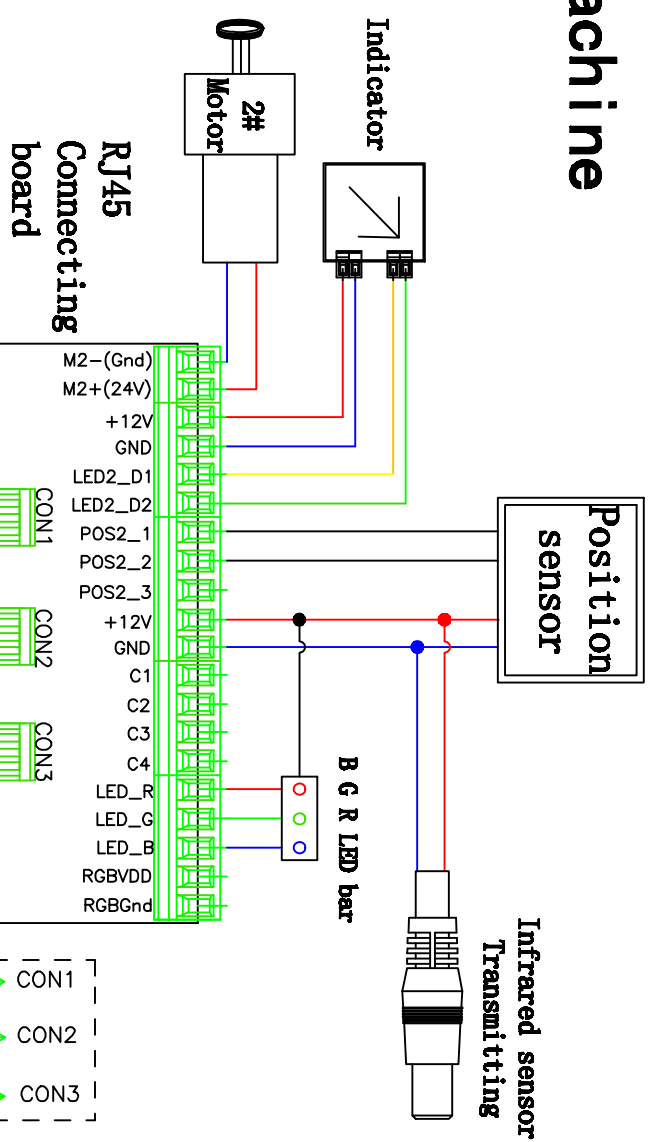 achine
Indicator
2#
Motor
RJ45
Connecting
board
M2-(Gnd)
M2+(24V)
+12V
GND
LED2_D1
LED2_D2
POS2_1
POS2_2
POS2_3
+12V
GND
C1
C2
C3
C4
LED_R
LED_G
LED_B
RGBVDD
RGBGnd
CON1
CON2
CON3
Position
sensor
B G R LED bar
Infrared sensor
Transmitting
CON1
CON2
CON3